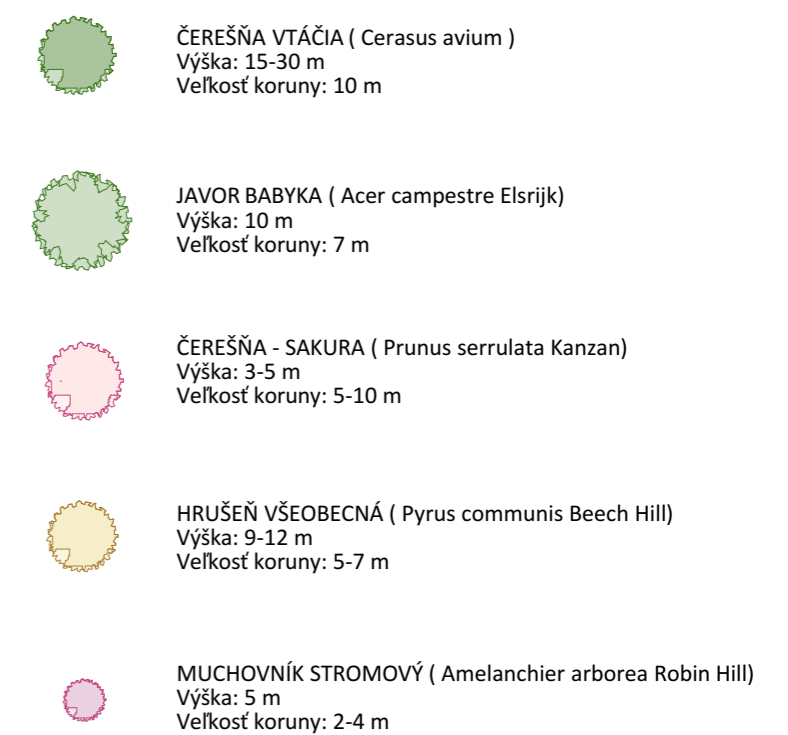 ČEREŠŇA VTÁČIA ( Cerasus avium )
Výška: 15-30 m
Veľkosť koruny: 10 m
JAVOR BABYKA ( Acer campestre Elsrijk)
Výška: 10 m
Veľkosť koruny: 7 m
ČEREŠŇA - SAKURA ( Prunus serrulata Kanzan)
Výška: 3-5 m
Veľkosť koruny: 5-10 m
HRUŠEŇ VŠEOBECNÁ ( Pyrus communis Beech Hill)
Výška: 9-12 m
Veľkosť koruny: 5-7 m
MUCHOVNÍK STROMOVÝ ( Amelanchier arborea Robin Hill)
Výška: 5 m
Veľkosť koruny: 2-4 m